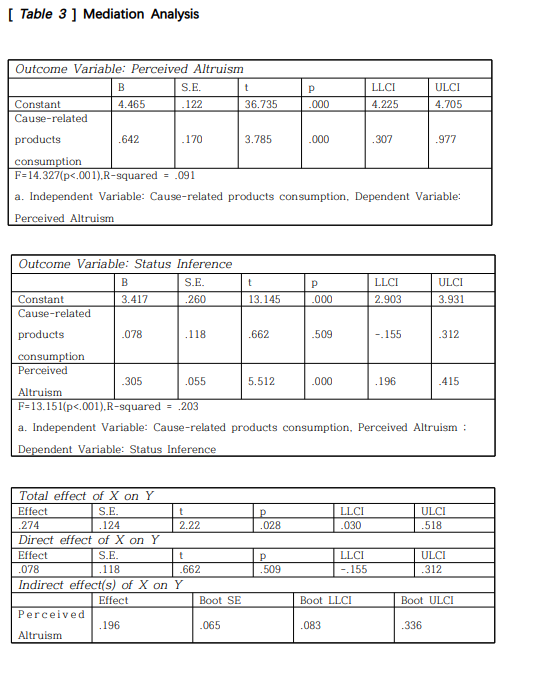 [ Table 3 ] Mediation Analysis
Outcome Variable: Perceived Altruism
B S.E. t p LLCI ULCI
Constant 4.465 .122 36.735 .000 4.225 4.705
Cause-related
products .642 .170 3.785 .000 .307 .977
consumption
F=14.327(p<.001),R-squared = .091
a. Independent Variable: Cause-related products consumption, Dependent Variable:
Perceived Altruism
Outcome Variable: Status Inference
B S.E. t p LLCI ULCI
Constant 3.417 .260 13.145 .000 2.903 3.931
Cause-related
products .078 .118 .662 .509 -.155 .312
consumption
Perceived
.305 .055 5.512 .000 .196 .415
Altruism
F=13.151(p<.001),R-squared = .203
a. Independent Variable: Cause-related products consumption, Perceived Altruism ;
Dependent Variable: Status Inference
Total effect of X on Y
Effect S.E. t p LLCI ULCI
.274 .124 2.22 .028 .030 .518
Direct effect of X on Y
Effect S.E. t p LLCI ULCI
.078 .118 .662 .509 -.155 .312
Indirect effect(s) of X on Y
Effect Boot SE Boot LLCI Boot ULCI
Perceived
.196 .065 .083 .336
Altruism